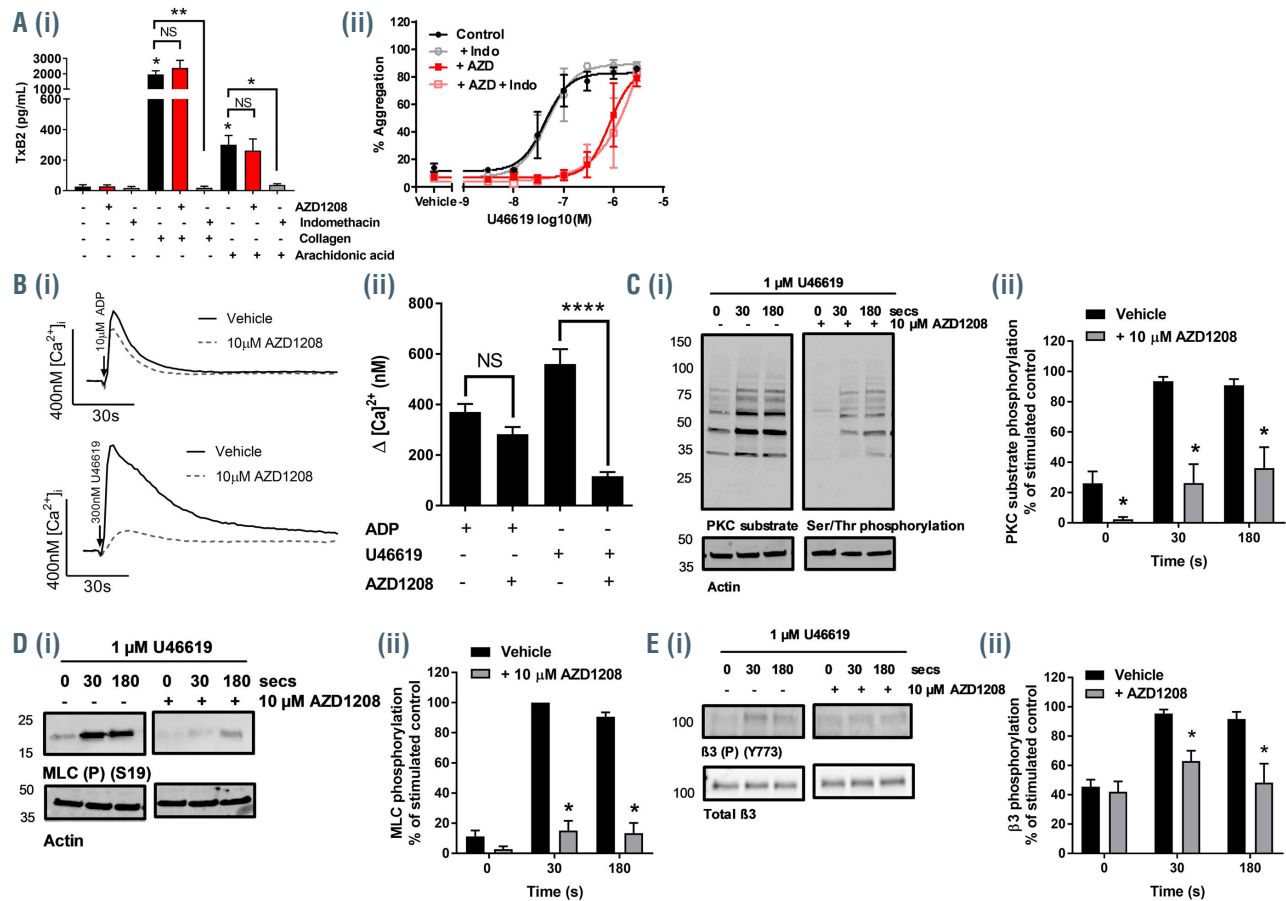 A (i)
**
NS
*
*
NS
*
TxB2 (pg/mL)
3000
2000
1000
600
400
200
0
- + - - + - - + - AZD1208
- - + - - + - - + Indomethacin
- - - + + + - - - Collagen
- - - - - - + + + Arachidonic acid
(ii)
Control
+ Indo
+ AZD
+ AZD + Indo
% Aggregation
120
100
80
60
40
20
0
Vehicle -9 -8 -7 -6 -5
U46619 log10(M)
B (i)
10µM ADP
Vehicle
10µM AZD1208
400nM [Ca2+]i
30s
300nM U46619
Vehicle
10µM AZD1208
400nM [Ca2+]i
30s
(ii)
****
NS
Δ [Ca]2+ (nM)
800
600
400
200
0
ADP + + - -
U46619 - - + +
AZD1208 - + - +
C (i)
1 µM U46619
0 30 180 0 30 180 secs
- - - + + + 10 µM AZD1208
150
100
75
50
35
25
PKC substrate Ser/Thr phosphorylation
50
35
Actin
(ii)
Vehicle
+ 10 µM AZD1208
PKC substrate phosphorylation
% of stimulated control
120
100
80
60
40
20
0
* * *
0 30 180
Time (s)
D (i)
1 µM U46619
0 30 180 0 30 180 secs
- - - + + + 10 µM AZD1208
25
15
MLC (P) (S19)
50
35
Actin
(ii)
Vehicle
+ 10 µM AZD1208
MLC phosphorylation
% of stimulated control
120
100
80
60
40
20
0
* *
0 30 180
Time (s)
E (i)
1 µM U46619
0 30 180 0 30 180 secs
- - - + + + 10 µM AZD1208
100
ß3 (P) (Y773)
100
Total ß3
(ii)
Vehicle
+ AZD1208
β3 phosphorylation
% of stimulated control
120
100
80
60
40
20
0
* *
0 30 180
Time (s)